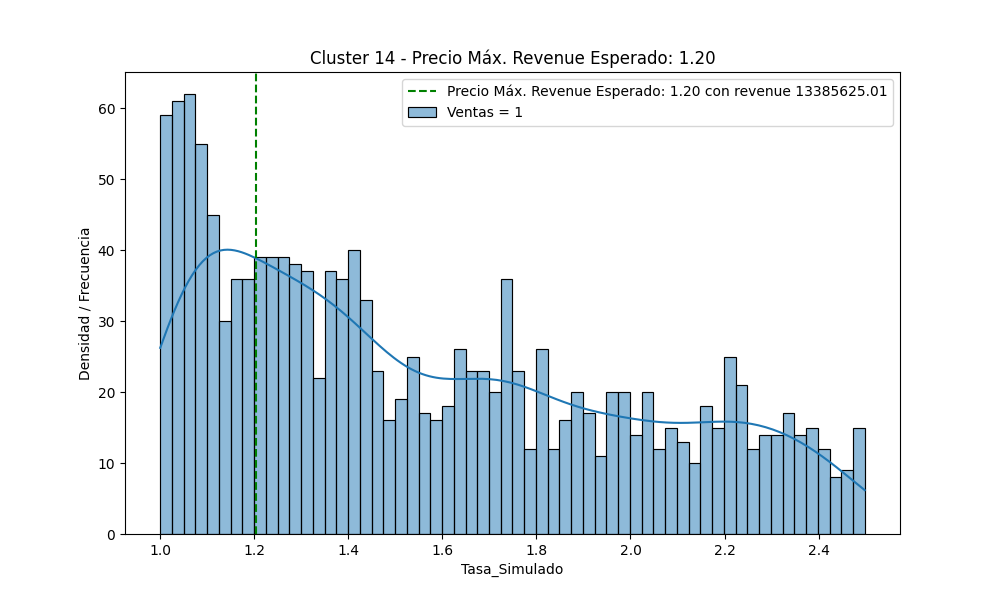 Cluster 14 - Precio Máx. Revenue Esperado: 1.20
Precio Máx. Revenue Esperado: 1.20 con revenue 13385625.01
Ventas = 1
Densidad / Frecuencia
60
50
40
30
20
10
0
1.0 1.2 1.4 1.6 1.8 2.0 2.2 2.4
Tasa_Simulado